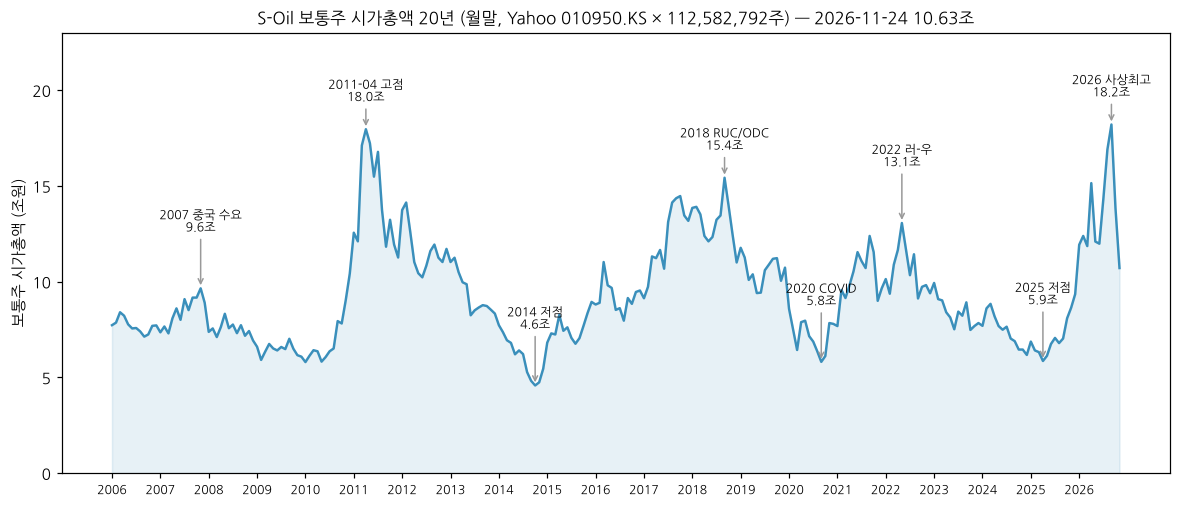 S-Oil 보통주 시가총액 20년 (월말, Yahoo 010950.KS × 112,582,792주) — 2026-11-24 10.63조
보통주 시가총액 (조원)
20
15
10
5
0
2007 중국 수요
9.6조
2011-04 고점
18.0조
2014 저점
4.6조
2018 RUC/ODC
15.4조
2020 COVID
5.8조
2022 러-우
13.1조
2025 저점
5.9조
2026 사상최고
18.2조
2006 2007 2008 2009 2010 2011 2012 2013 2014 2015 2016 2017 2018 2019 2020 2021 2022 2023 2024 2025 2026